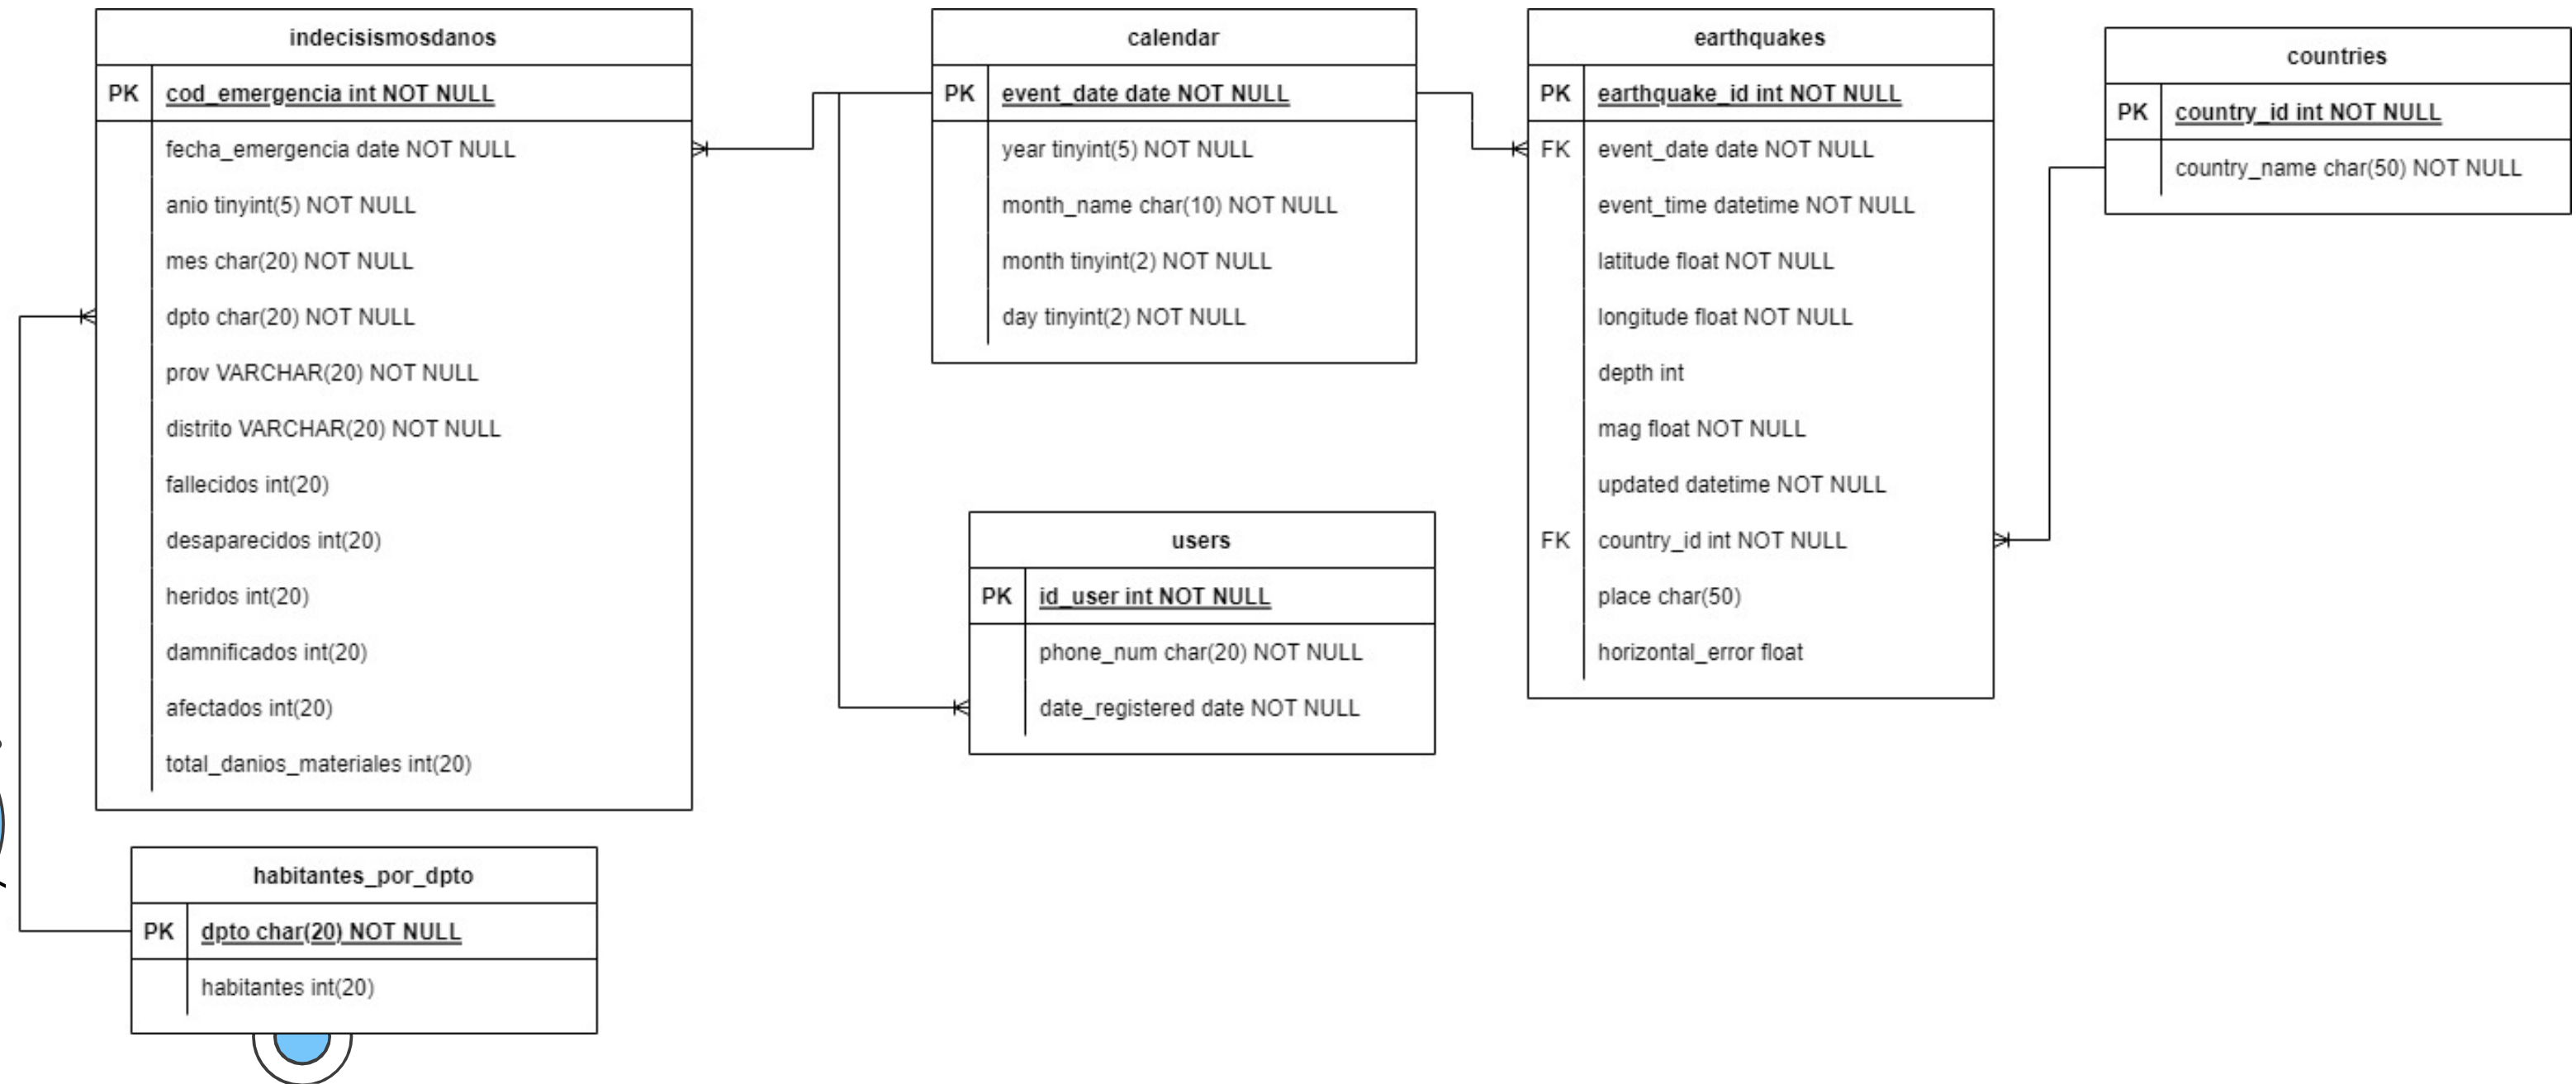 indecisismosdanos
PK cod_emergencia int NOT NULL
fecha_emergencia date NOT NULL
anio tinyint(5) NOT NULL
mes char(20) NOT NULL
dpto char(20) NOT NULL
prov VARCHAR(20) NOT NULL
distrito VARCHAR(20) NOT NULL
fallecidos int(20)
desaparecidos int(20)
heridos int(20)
damnificados int(20)
afectados int(20)
total_danios_materiales int(20)
habitantes_por_dpto
PK dpto char(20) NOT NULL
habitantes int(20)
calendar
PK event_date date NOT NULL
year tinyint(5) NOT NULL
month_name char(10) NOT NULL
month tinyint(2) NOT NULL
day tinyint(2) NOT NULL
users
PK id_user int NOT NULL
phone_num char(20) NOT NULL
date_registered date NOT NULL
earthquakes
PK earthquake_id int NOT NULL
FK event_date date NOT NULL
event_time datetime NOT NULL
latitude float NOT NULL
longitude float NOT NULL
depth int
mag float NOT NULL
updated datetime NOT NULL
FK country_id int NOT NULL
place char(50)
horizontal_error float
countries
PK country_id int NOT NULL
country_name char(50) NOT NULL